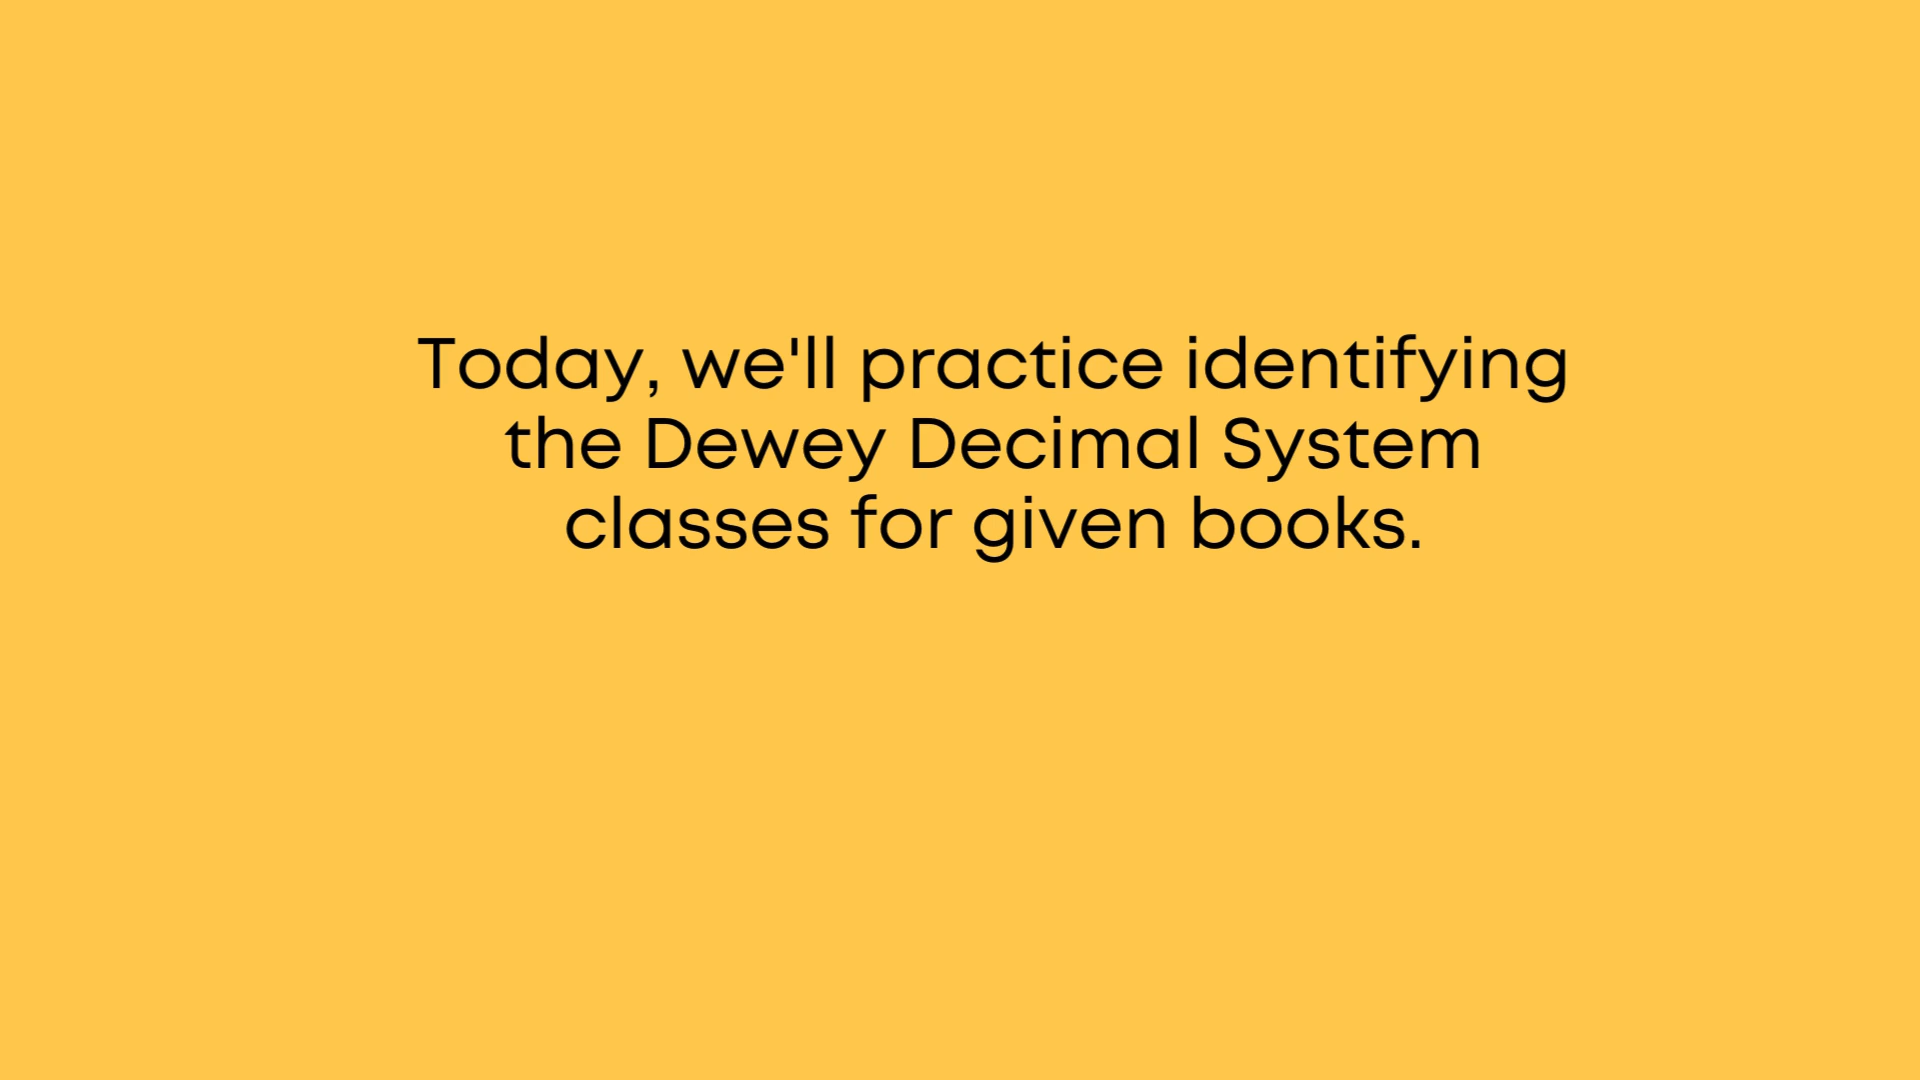 Today, we'll practice identifying
the Dewey Decimal System
classes for given books.